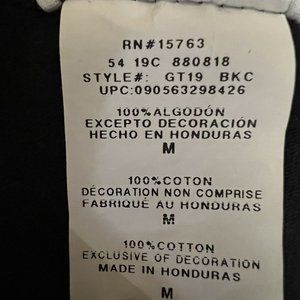 RN#15763
54 19C 880818
STYLE#: GT19 BKC
UPC:090563298426
100%ALGODÓN
EXCEPTO DECORACIÓN
HECHO EN HONDURAS
M
100%COTON
DÉCORATION NON COMPRISE
FABRIQUÉ AU HONDURAS
M
100%COTTON
EXCLUSIVE OF DECORATION
MADE IN HONDURAS
M